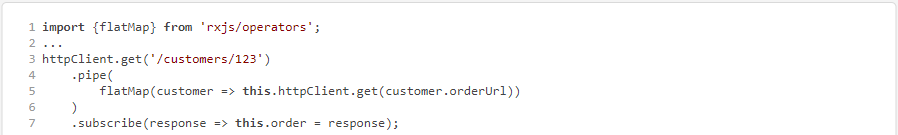 1 import {flatMap} from 'rxjs/operators';
2 ...
3 httpClient.get('/customers/123')
4     .pipe(
5         flatMap(customer => this.httpClient.get(customer.orderUrl))
6     )
7     .subscribe(response => this.order = response);